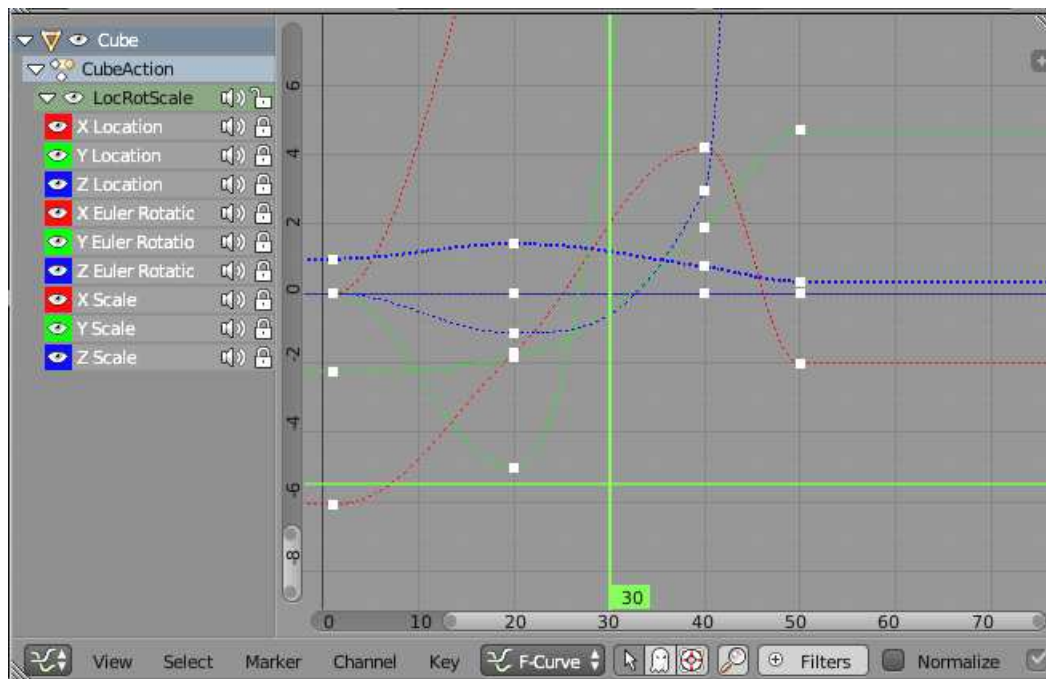 Cube
CubeAction
LocRotScale
X Location
Y Location
Z Location
X Euler Rotatic
Y Euler Rotatio
Z Euler Rotatic
X Scale
Y Scale
Z Scale
6
4
2
0
-2
-4
-6
-8
30
0 10 20 30 40 50 60 70
View Select Marker Channel Key F-Curve Filters Normalize